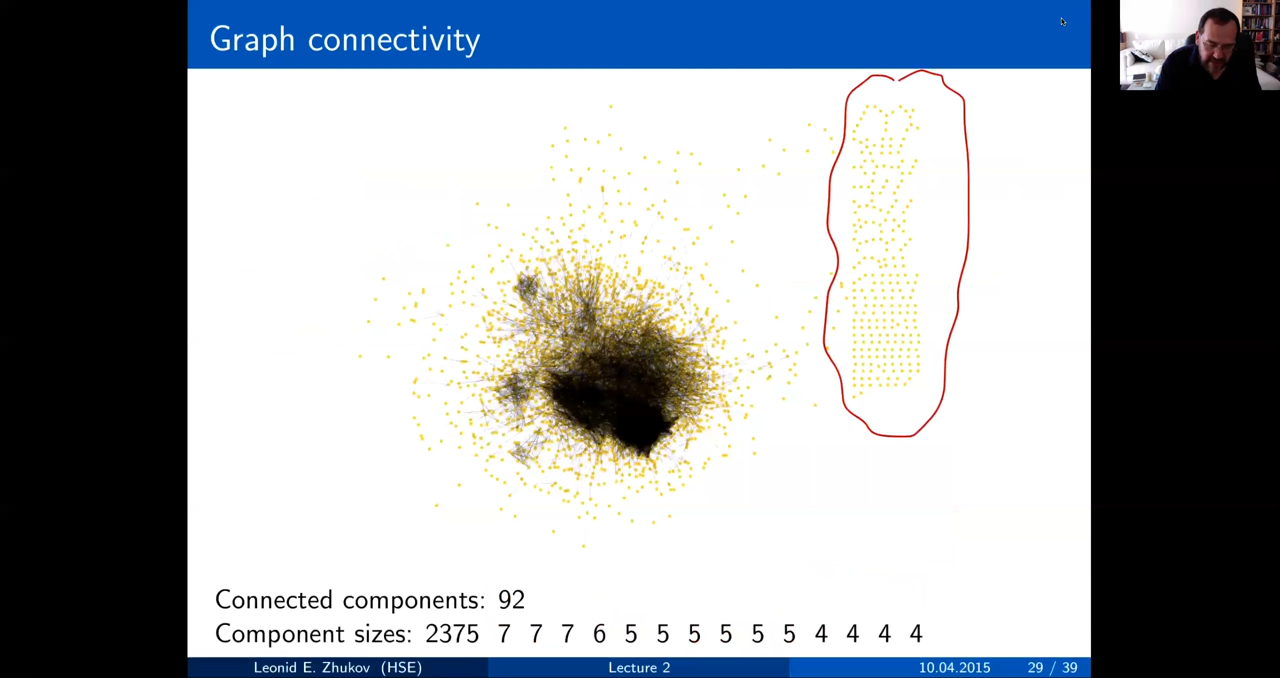 Graph connectivity
Connected components: 92
Component sizes: 2375 7 7 7 6 5 5 5 5 5 5 4 4 4 4
Leonid E. Zhukov (HSE) Lecture 2 10.04.2015 29 / 39